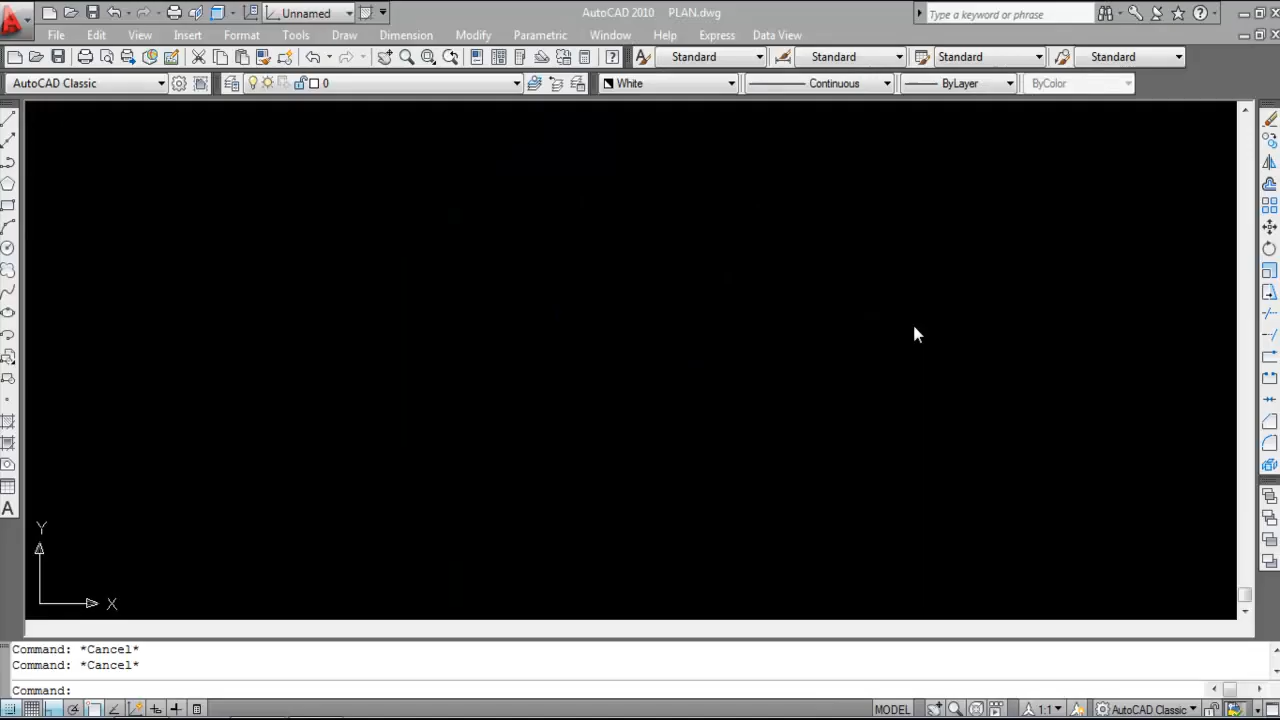 Unnamed
AutoCAD 2010 PLAN.dwg
Type a keyword or phrase
File Edit View Insert Format Tools Draw Dimension Modify Parametric Window Help Express Data View
Standard Standard Standard Standard
AutoCAD Classic 0 White Continuous ByLayer ByColor
A
Y
X
Command: *Cancel*
Command: *Cancel*
Command:
MODEL 1:1 AutoCAD Classic